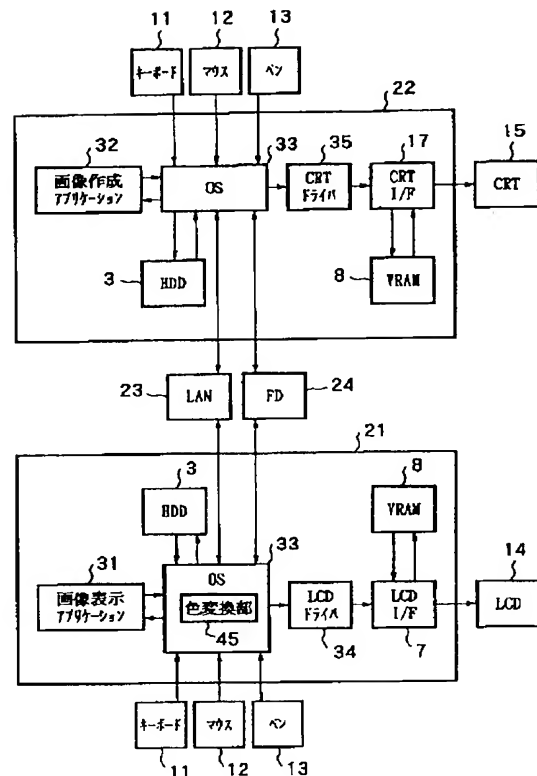 11
12
13
キーボード
マウス
ペン
22
32
33
35
17
15
画像作成
アプリケーション
OS
CRT
ドライバ
CRT
I/F
CRT
3
HDD
8
VRAM
23
LAN
FD
24
21
3
HDD
8
VRAM
31
33
14
画像表示
アプリケーション
OS
色変換部
45
LCD
ドライバ
34
LCD
I/F
7
LCD
キーボード
マウス
ペン
11
12
13